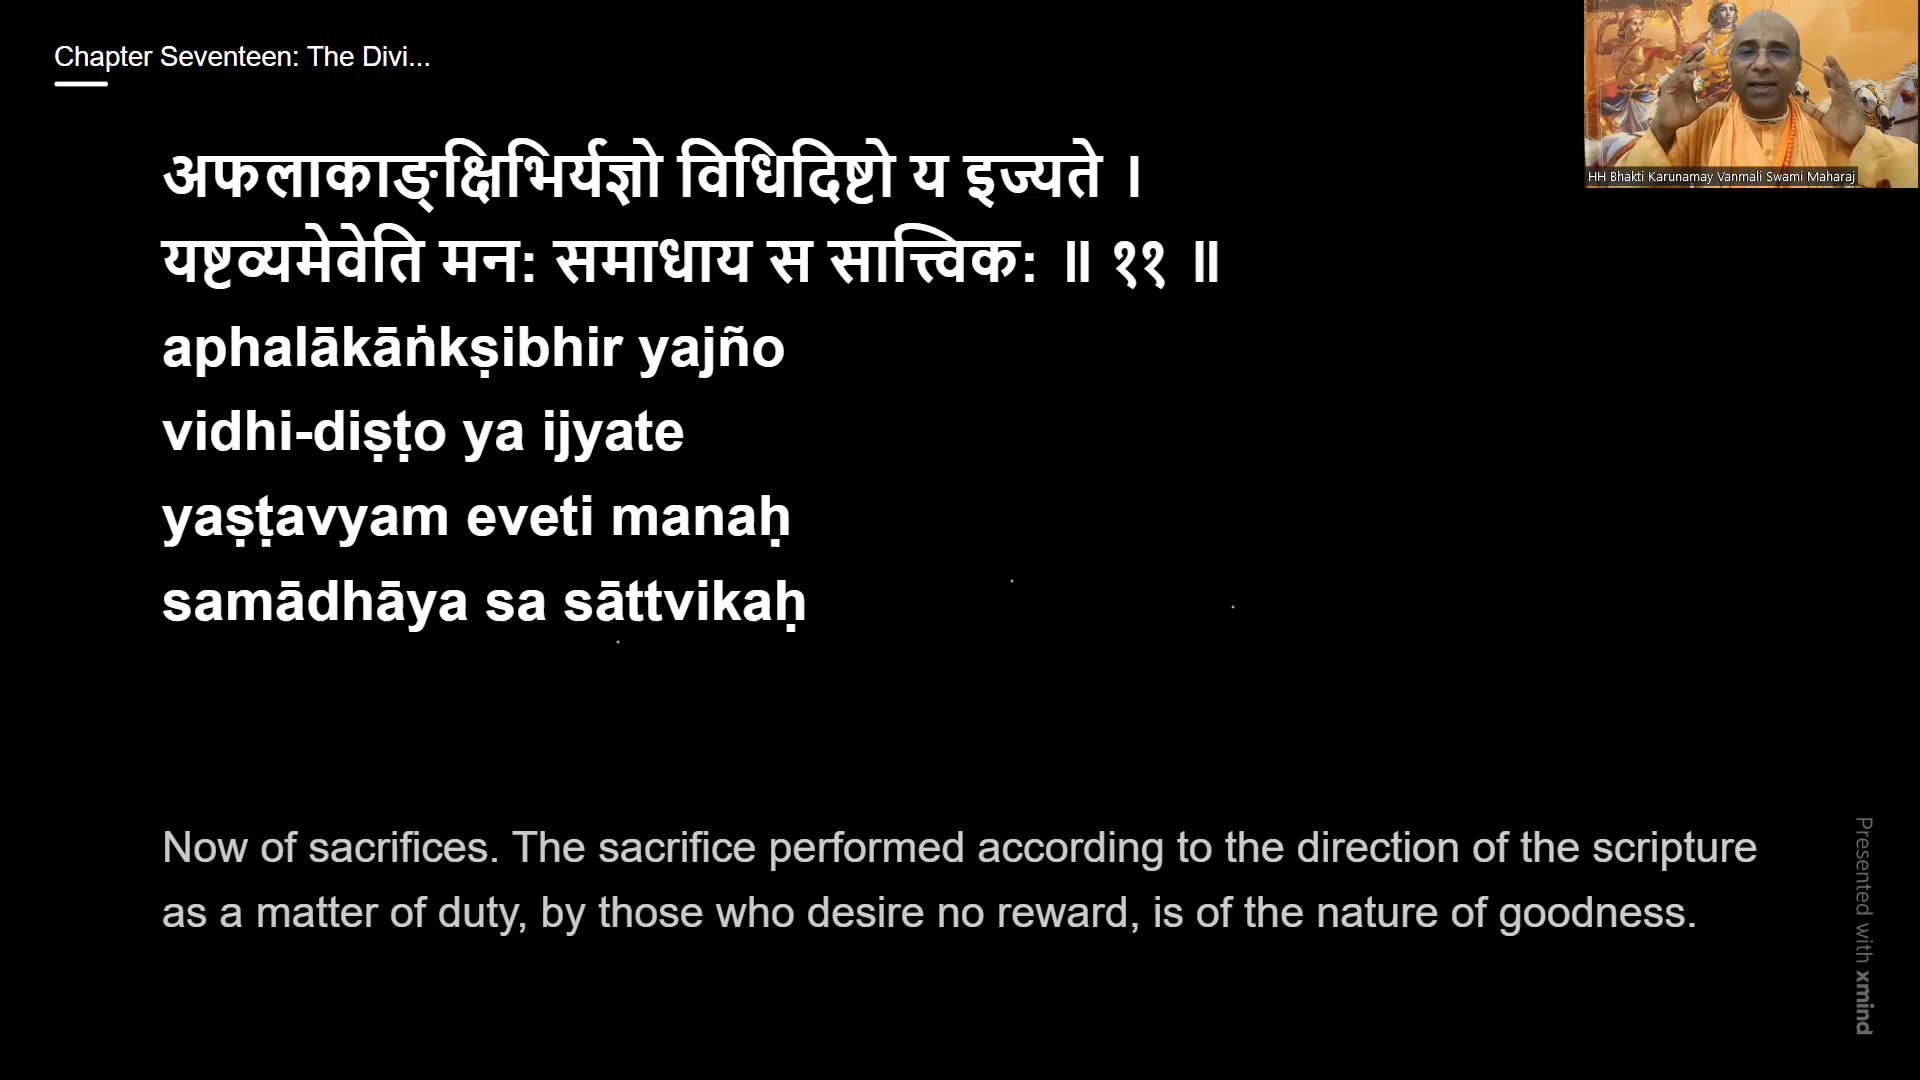 Chapter Seventeen: The Divi...
HH Bhakti Karunamay Vanmali Swami Maharaj
अफलाकाङ्‌क्षिभिर्यज्ञो विधिदिष्टो य इज्यते ।
यष्टव्यमेवेति मन: समाधाय स सात्त्विक: ॥ ११ ॥
aphalākāṅkṣibhir yajño
vidhi-diṣṭo ya ijyate
yaṣṭavyam eveti manaḥ
samādhāya sa sāttvikaḥ
Now of sacrifices. The sacrifice performed according to the direction of the scripture
as a matter of duty, by those who desire no reward, is of the nature of goodness.
Presented with xmind